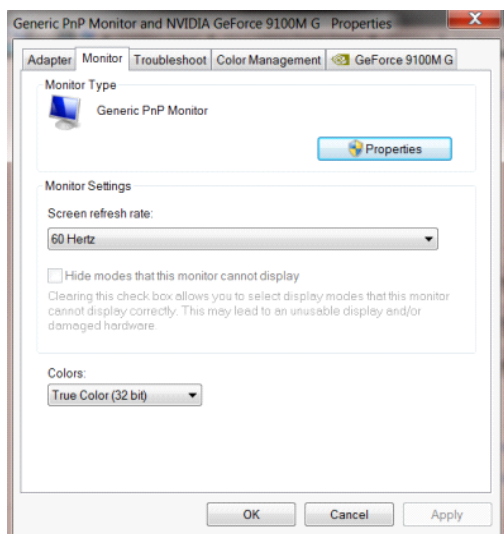 Generic PnP Monitor and NVIDIA GeForce 9100M G Properties
Adapter Monitor Troubleshoot Color Management GeForce 9100M G
Monitor Type
Generic PnP Monitor
Properties
Monitor Settings
Screen refresh rate:
60 Hertz
Hide modes that this monitor cannot display
Clearing this check box allows you to select display modes that this monitor
cannot display correctly. This may lead to an unusable display and/or
damaged hardware.
Colors:
True Color (32 bit)
OK Cancel Apply